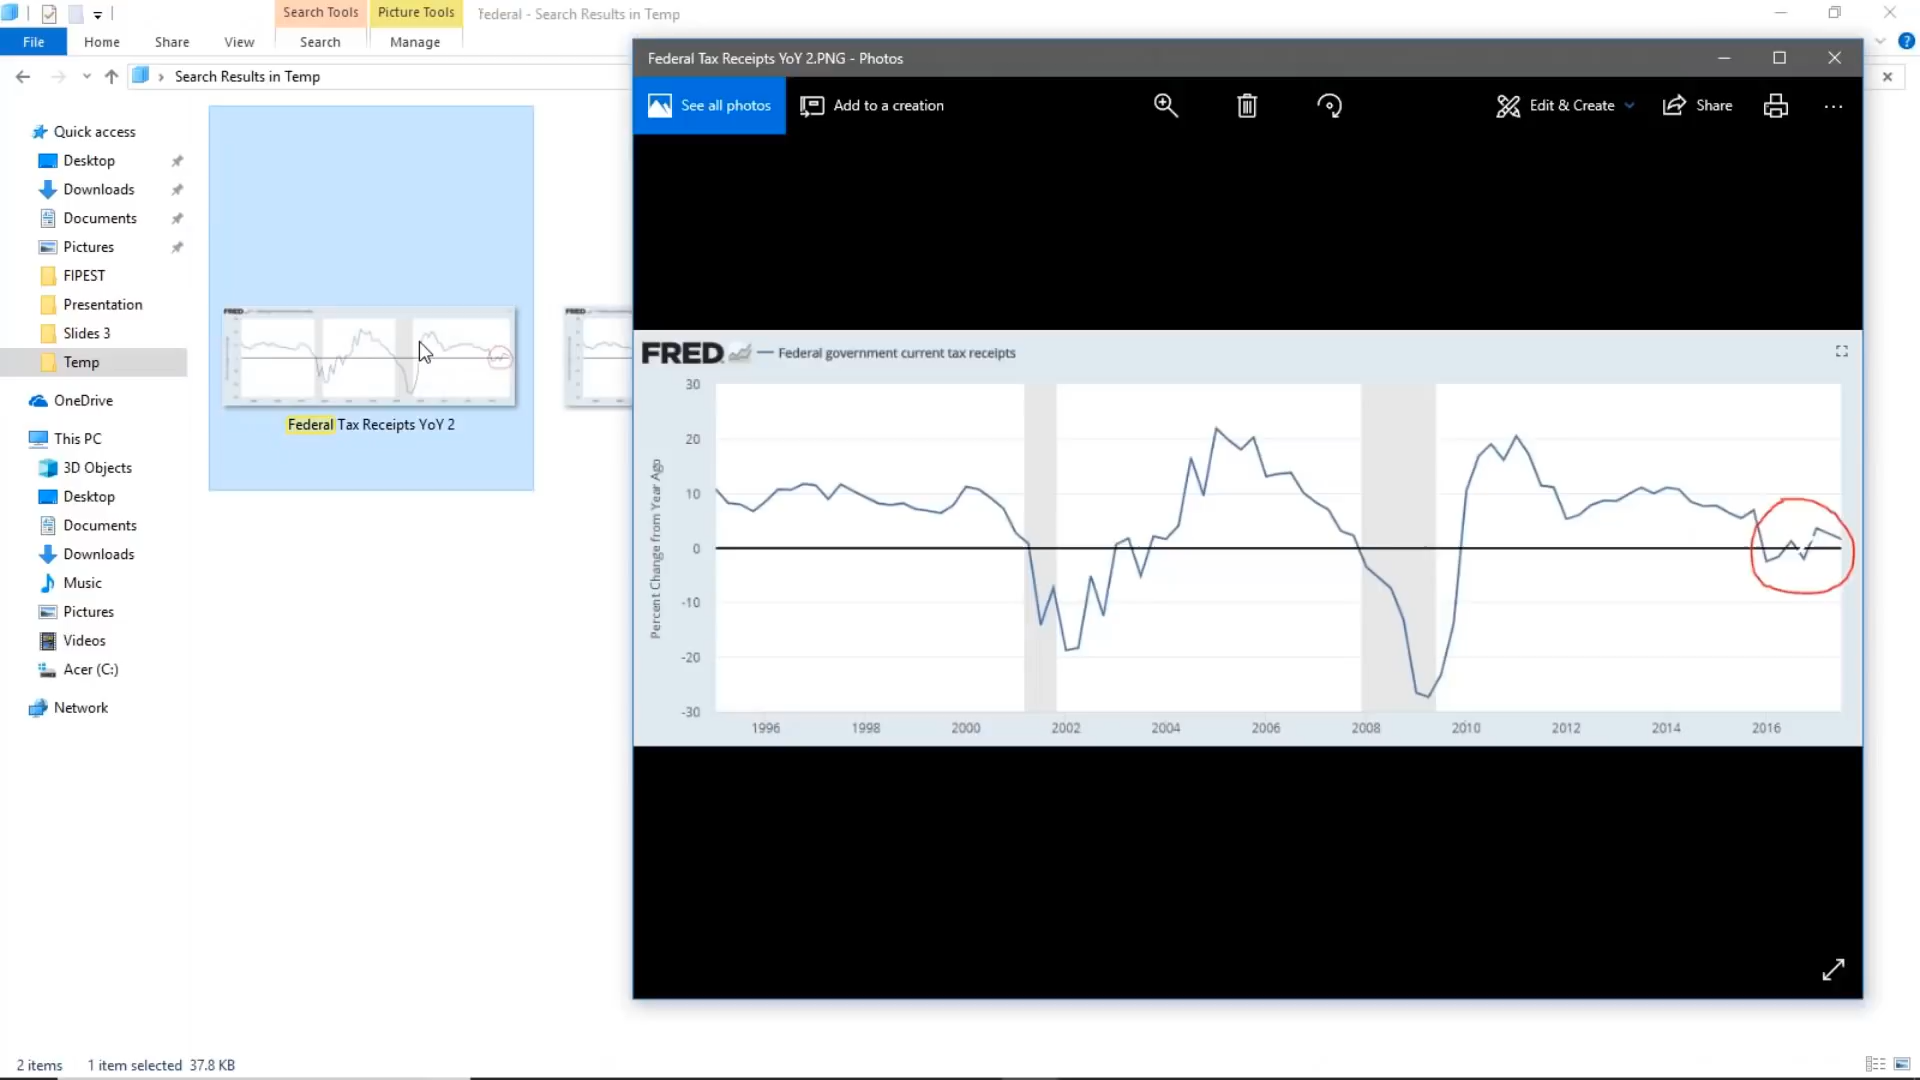 Search Tools
Picture Tools
Federal - Search Results in Temp
File
Home
Share
View
Search
Manage
Search Results in Temp
Quick access
Desktop
Downloads
Documents
Pictures
FIPEST
Presentation
Slides 3
Temp
OneDrive
This PC
3D Objects
Desktop
Documents
Downloads
Music
Pictures
Videos
Acer (C:)
Network
FRED
FRED
Federal Tax Receipts YoY 2
Federal Tax Receipts YoY 2.PNG - Photos
See all photos
Add to a creation
Edit & Create
Share
FRED — Federal government current tax receipts
Percent Change from Year Ago
30
20
10
0
-10
-20
-30
1996 1998 2000 2002 2004 2006 2008 2010 2012 2014 2016
2 items 1 item selected 37.8 KB